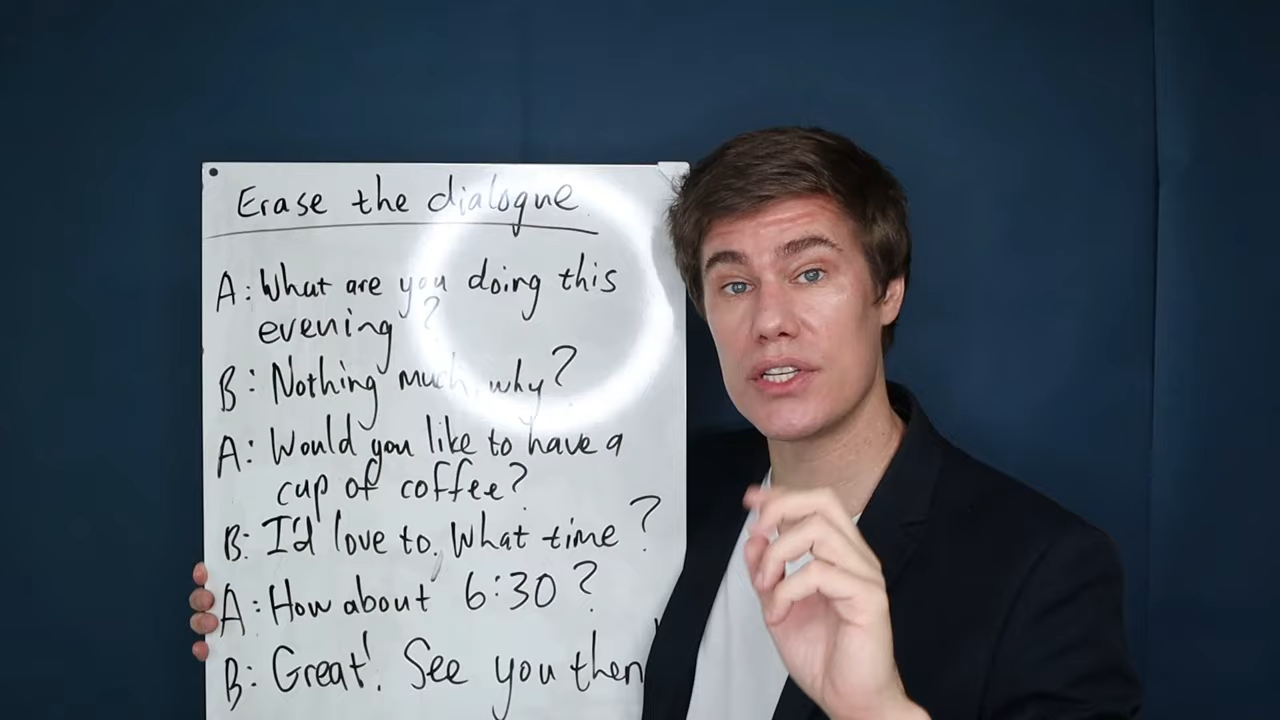 Erase the dialogue
A: What are you doing this
evening?
B: Nothing much, why?
A: Would you like to have a
cup of coffee?
B: I'd love to. What time?
A: How about 6:30?
B: Great! See you then